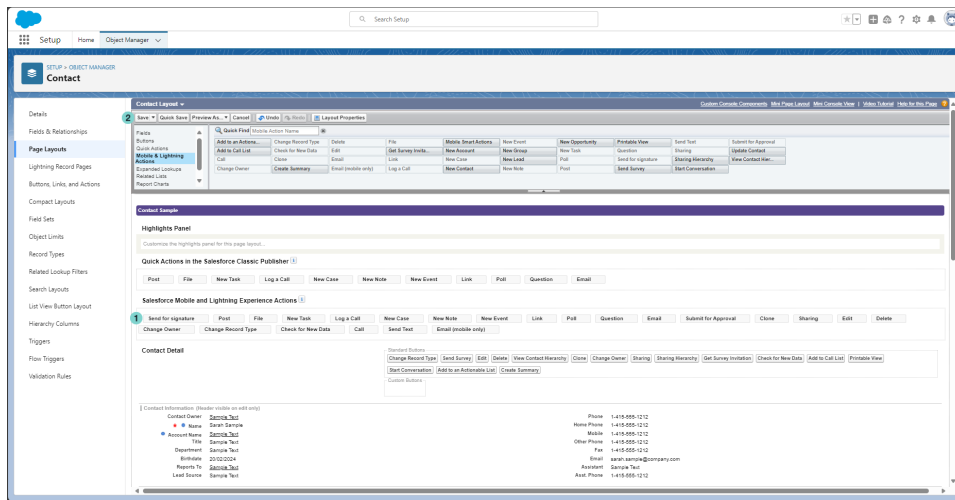 Search Setup
Setup Home Object Manager
SETUP > OBJECT MANAGER
Contact
Details
Fields & Relationships
Page Layouts
Lightning Record Pages
Buttons, Links, and Actions
Compact Layouts
Field Sets
Object Limits
Record Types
Related Lookup Filters
Search Layouts
List View Button Layout
Hierarchy Columns
Triggers
Flow Triggers
Validation Rules
Contact Layout Custom Console Components Mini Page Layout Mini Console View | Video Tutorial Help for this Page
2 Save Quick Save Preview As... Cancel Undo Redo Layout Properties
Fields
Buttons
Quick Actions
Mobile & Lightning
Actions
Expanded Lookups
Related Lists
Report Charts
Quick Find Mobile Action Name
Add to an Actiona... Change Record Type Delete File Mobile Smart Actions New Event New Opportunity Printable View Send Text Submit for Approval
Add to Call List Check for New Data Edit Get Survey Invita... New Account New Group New Task Question Sharing Update Contact
Call Clone Email Link New Case New Lead Poll Send for signature Sharing Hierarchy View Contact Hier...
Change Owner Create Summary Email (mobile only) Log a Call New Contact New Note Post Send Survey Start Conversation
Contact Sample
Highlights Panel
Customize the highlights panel for this page layout...
Quick Actions in the Salesforce Classic Publisher
Post File New Task Log a Call New Case New Note New Event Link Poll Question Email
Salesforce Mobile and Lightning Experience Actions
1 Send for signature Post File New Task Log a Call New Case New Note New Event Link Poll Question Email Submit for Approval Clone Sharing Edit Delete
Change Owner Change Record Type Check for New Data Call Send Text Email (mobile only)
Contact Detail
Standard Buttons
Change Record Type Send Survey Edit Delete View Contact Hierarchy Clone Change Owner Sharing Sharing Hierarchy Get Survey Invitation Check for New Data Add to Call List Printable View
Start Conversation Add to an Actionable List Create Summary
Custom Buttons
Contact Information (Header visible on edit only)
Contact Owner Sample Text Phone 1-415-555-1212
Name Sarah Sample Home Phone 1-415-555-1212
Account Name Sample Text Mobile 1-415-555-1212
Title Sample Text Other Phone 1-415-555-1212
Department Sample Text Fax 1-415-555-1212
Birthdate 20/02/2024 Email sarah.sample@company.com
Reports To Sample Text Assistant Sample Text
Lead Source Sample Text Asst. Phone 1-415-555-1212